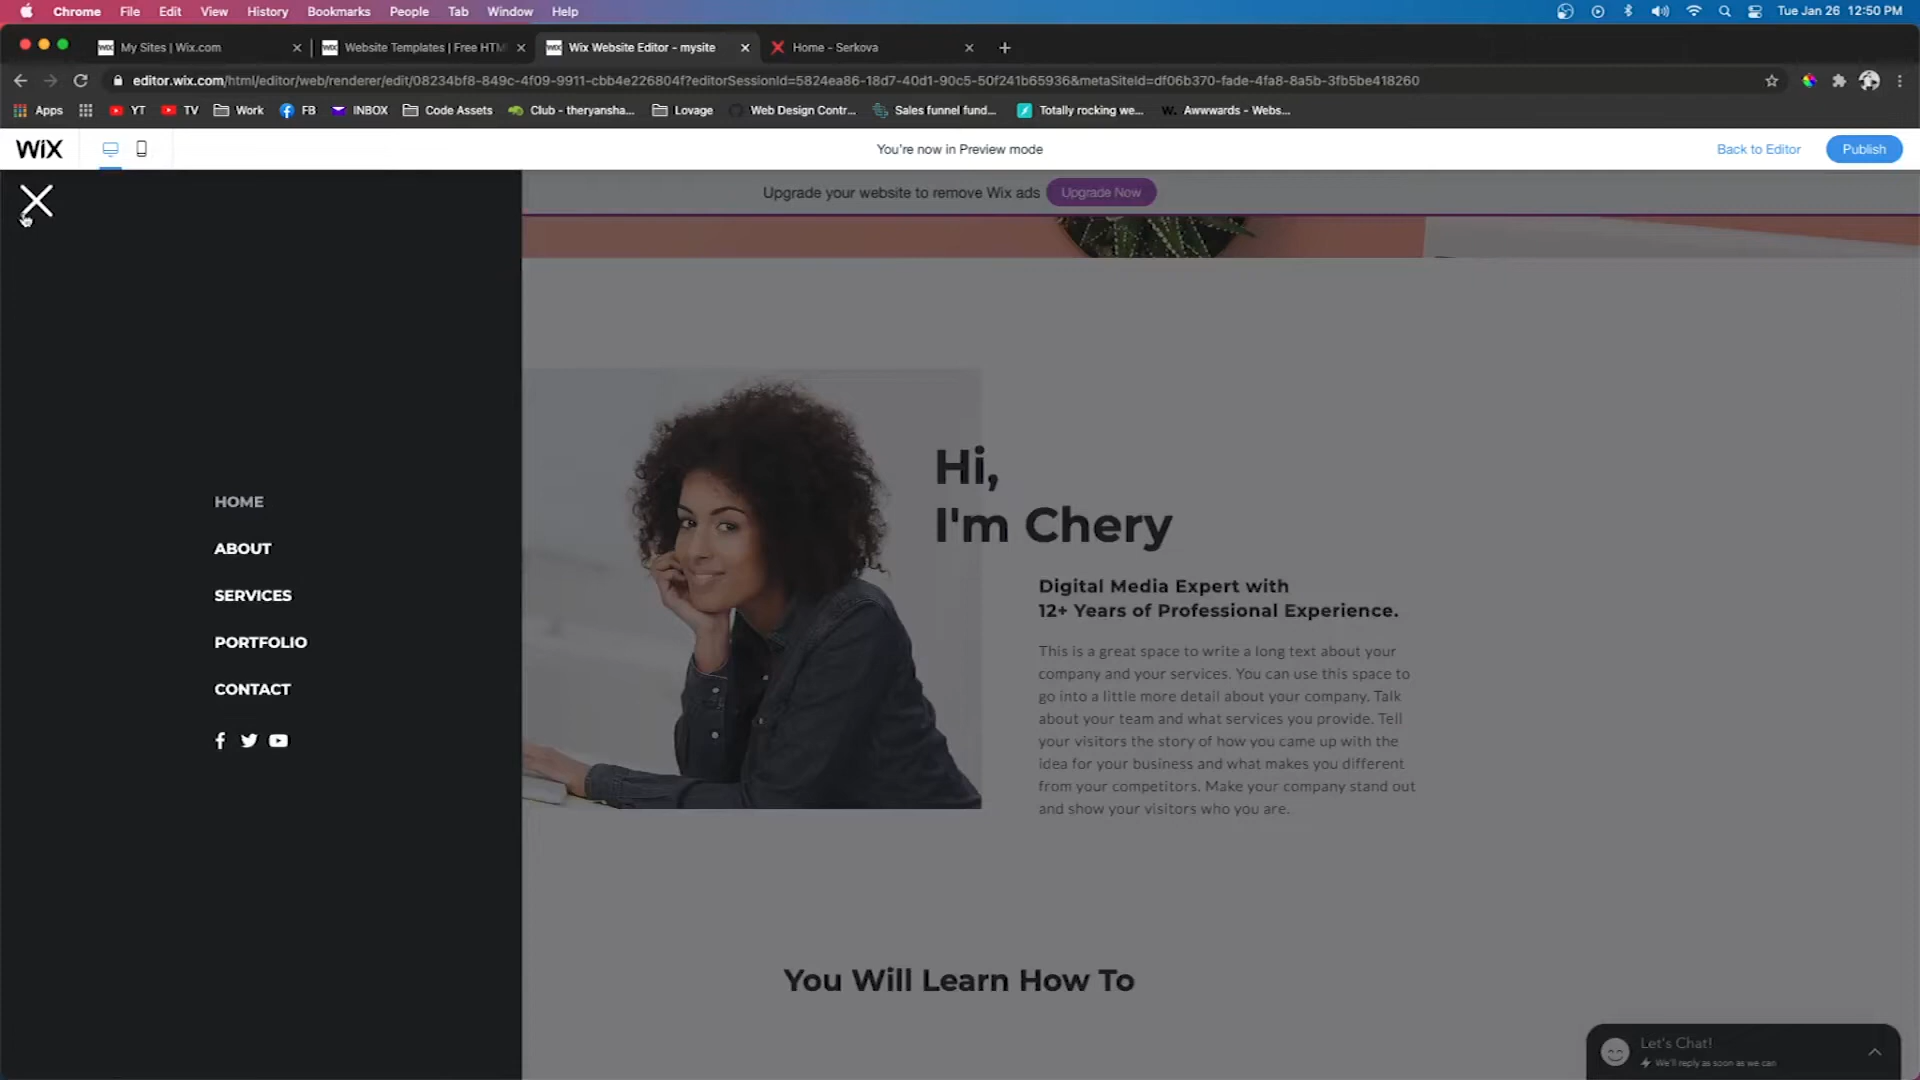 Chrome File Edit View History Bookmarks People Tab Window Help Tue Jan 26 12:50 PM
My Sites | Wix.com Website Templates | Free HTM Wix Website Editor - mysite Home - Serkova
editor.wix.com/html/editor/web/renderer/edit/08234bf8-849c-4f09-9911-cbb4e226804f?editorSessionId=5824ea86-18d7-40d1-90c5-50f241b65936&metaSiteId=df06b370-fade-4fa8-8a5b-3fb5be418260
Apps YT TV Work FB INBOX Code Assets Club - theryansha... Lovage Web Design Contr... Sales funnel fund... Totally rocking we... W. Awwwards - Webs...
WIX You're now in Preview mode Back to Editor Publish
Upgrade your website to remove Wix ads Upgrade Now
HOME
ABOUT
SERVICES
PORTFOLIO
CONTACT
Hi,
I'm Chery
Digital Media Expert with
12+ Years of Professional Experience.
This is a great space to write a long text about your
company and your services. You can use this space to
go into a little more detail about your company. Talk
about your team and what services you provide. Tell
your visitors the story of how you came up with the
idea for your business and what makes you different
from your competitors. Make your company stand out
and show your visitors who you are.
You Will Learn How To
Let's Chat!
We'll reply as soon as we can